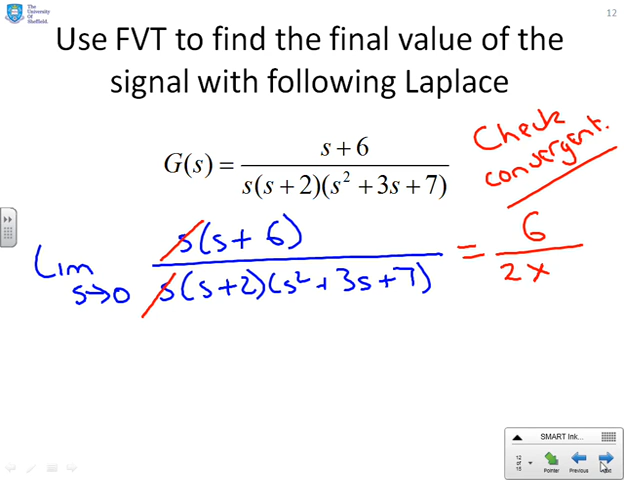 The University Of Sheffield.
12
Use FVT to find the final value of the
signal with following Laplace
G(s) = (s + 6) / (s(s + 2)(s² + 3s + 7))
Check
convergent.
Lim s→0 s(s + 6) / s(s+2)(s² + 3s + 7) = 6 / 2 x
SMART Ink...
12 of 15
Pointer Previous Next